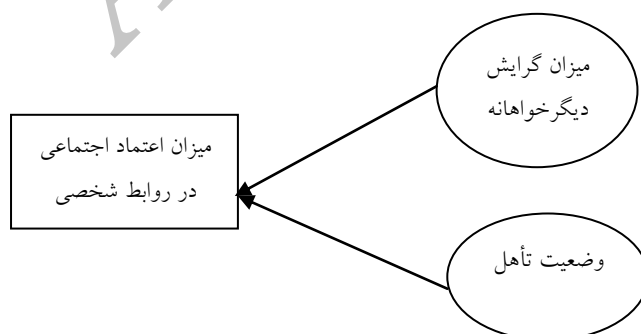 میزان گرایش
دیگرخواهانه
میزان اعتماد اجتماعی
در روابط شخصی
وضعیت تأهل